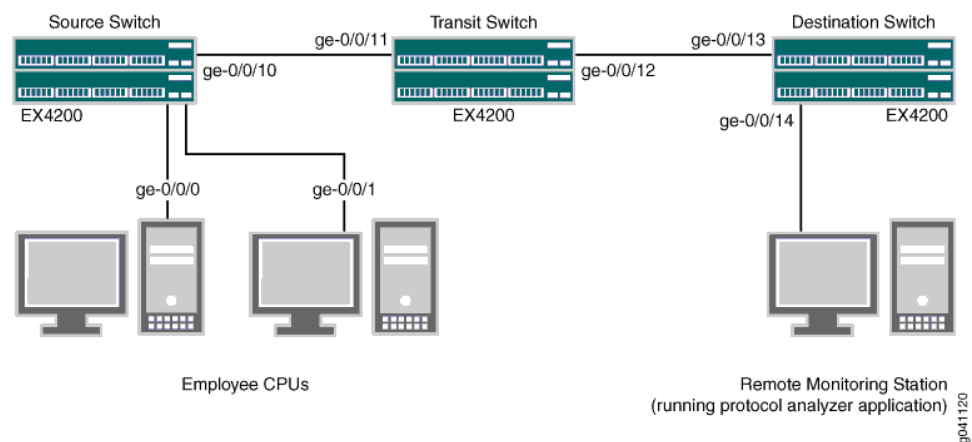 Source Switch
Transit Switch
Destination Switch
ge-0/0/11
ge-0/0/13
ge-0/0/10
ge-0/0/12
EX4200
EX4200
EX4200
ge-0/0/14
ge-0/0/0
ge-0/0/1
Employee CPUs
Remote Monitoring Station
(running protocol analyzer application)
g041120